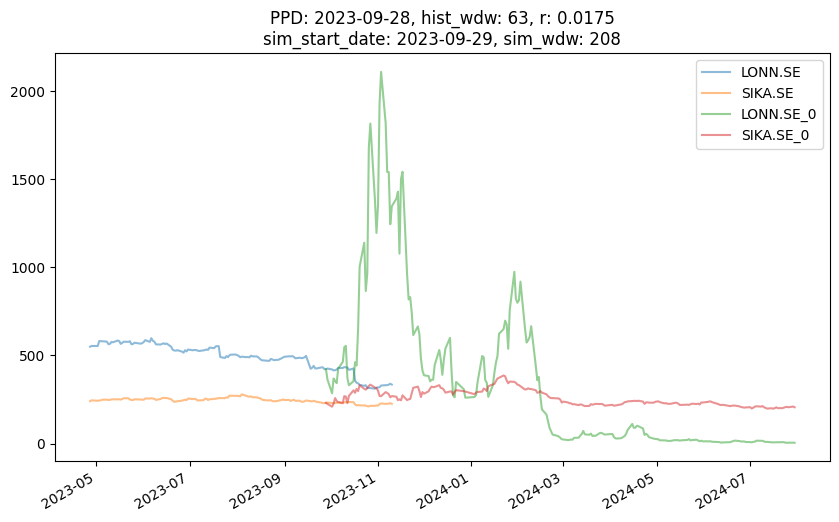 PPD: 2023-09-28, hist_wdw: 63, r: 0.0175
sim_start_date: 2023-09-29, sim_wdw: 208
LONN.SE
SIKA.SE
LONN.SE_0
SIKA.SE_0
2000
1500
1000
500
0
2023-05
2023-07
2023-09
2023-11
2024-01
2024-03
2024-05
2024-07